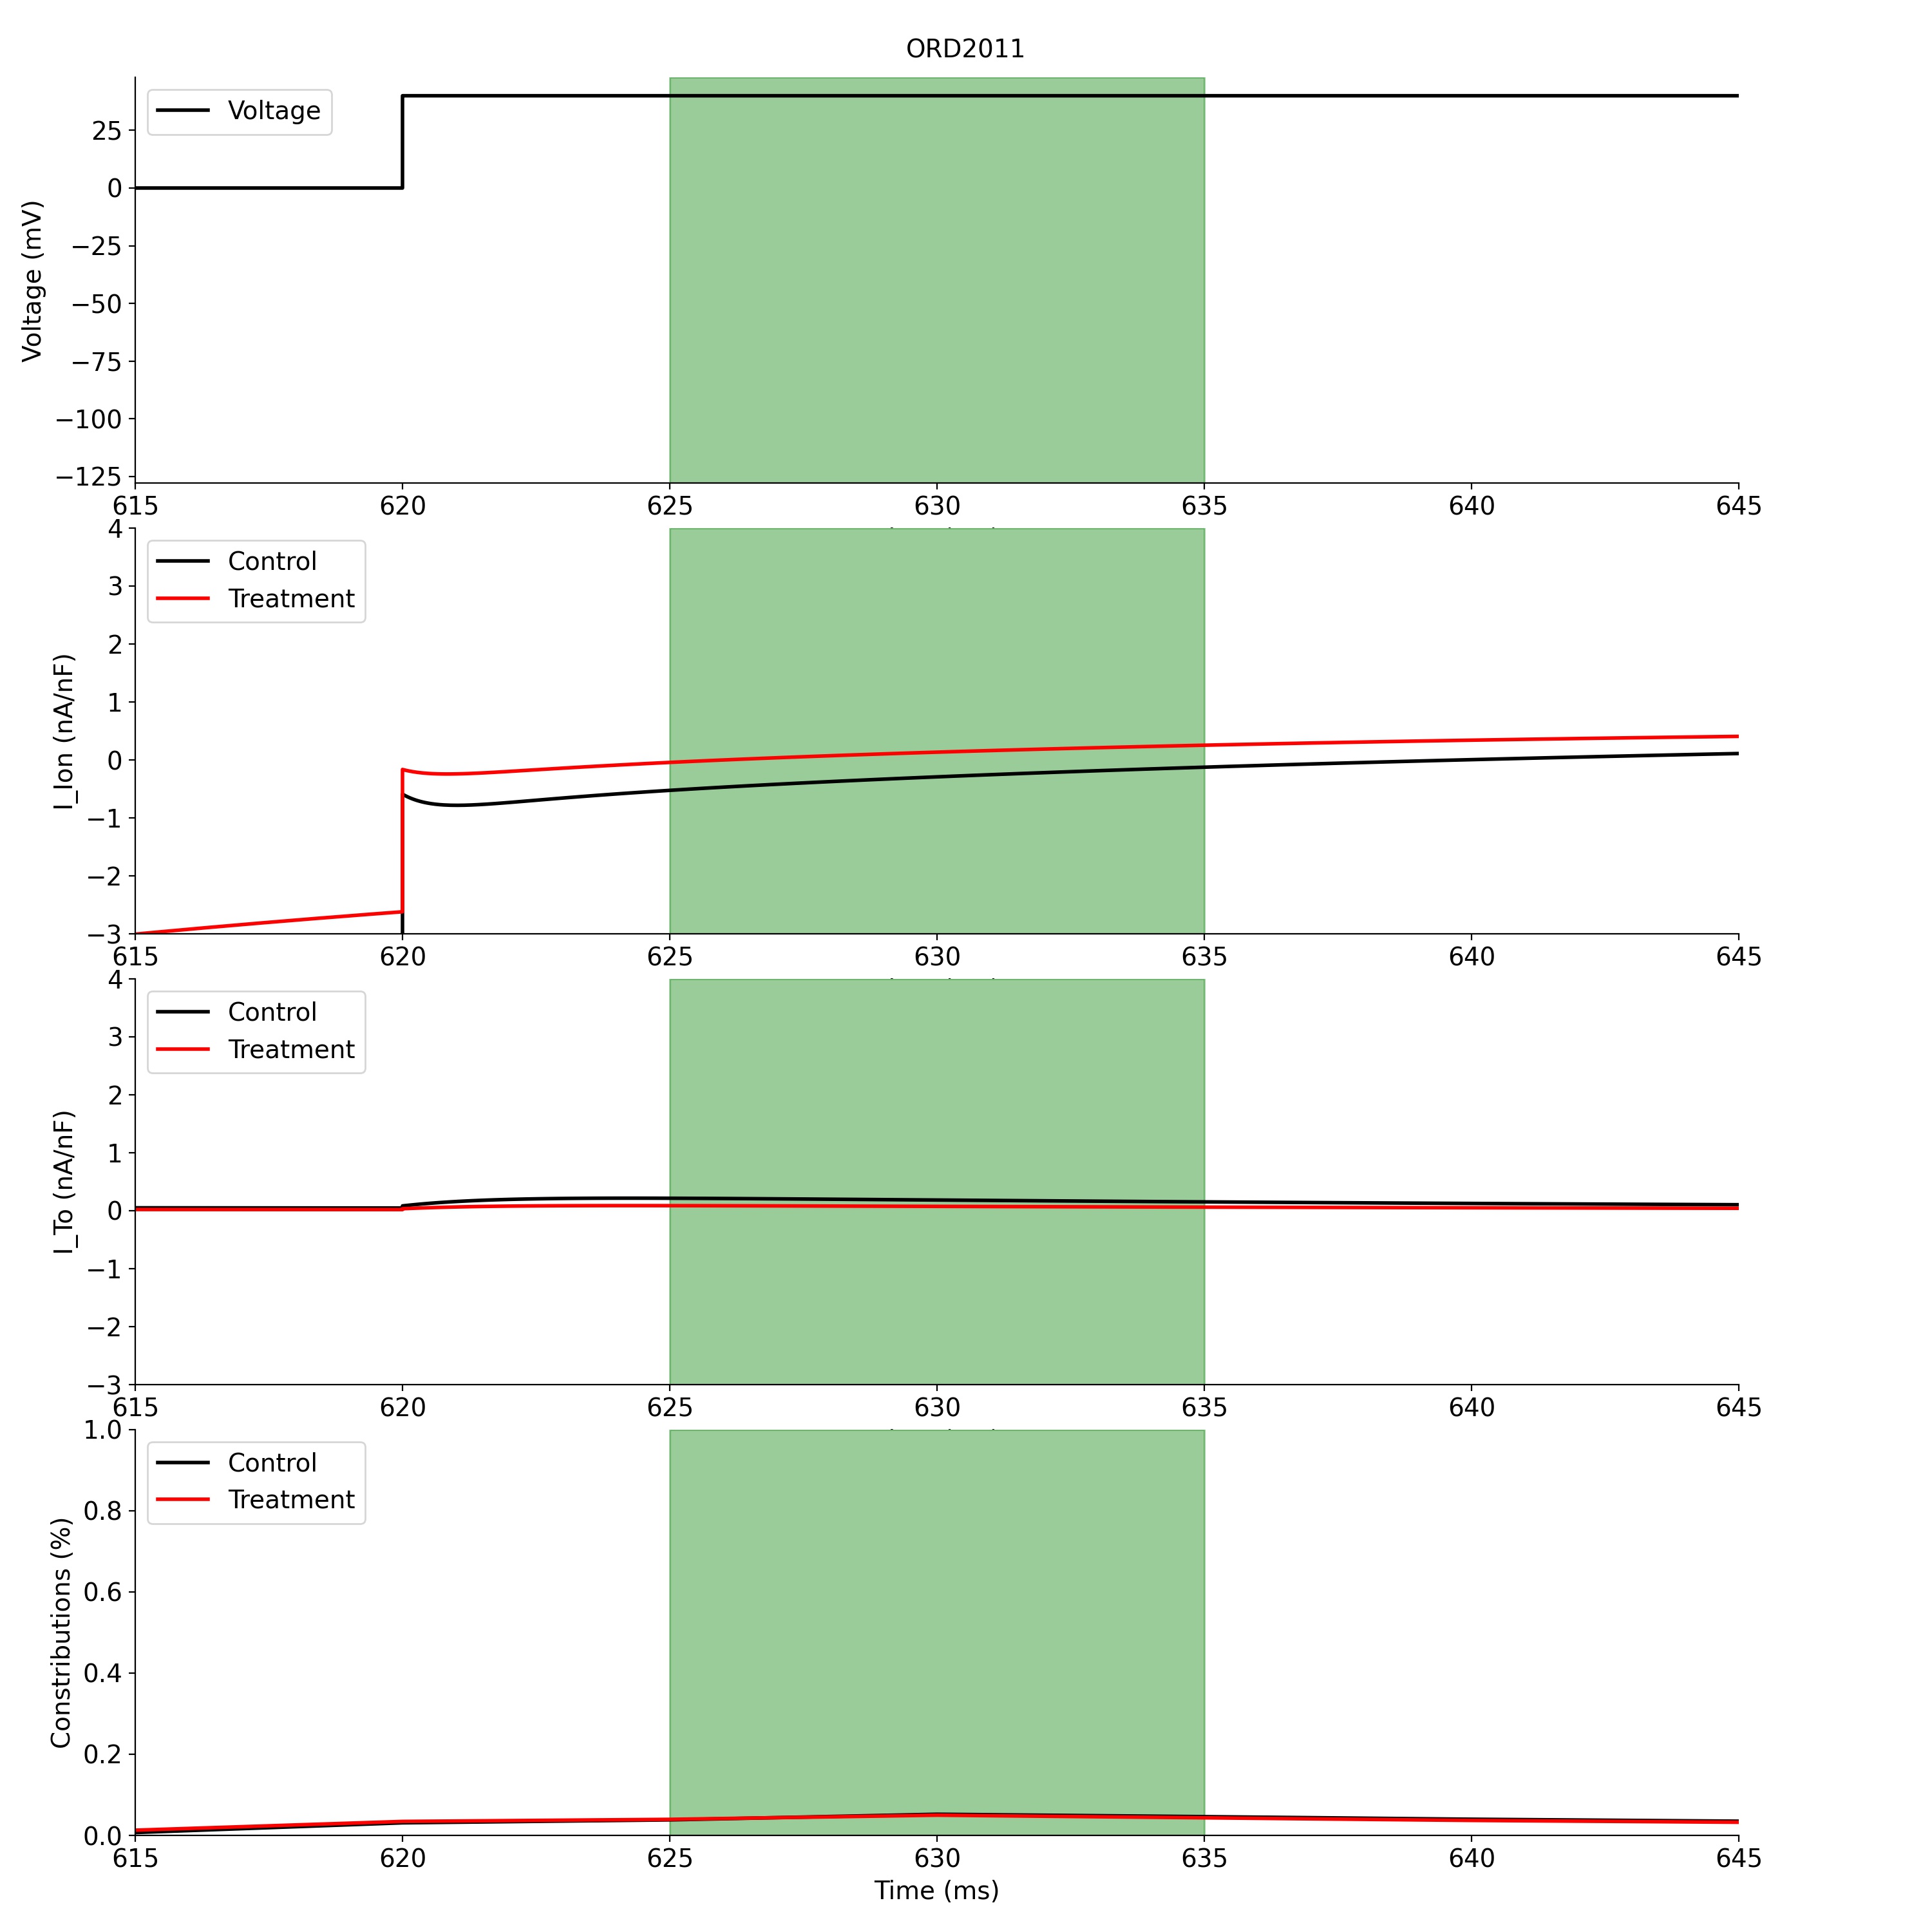 ORD2011
Voltage
25
0
−25
−50
−75
−100
−125
Voltage (mV)
615 620 625 630 635 640 645
Control
Treatment
4
3
2
1
0
−1
−2
−3
I_Ion (nA/nF)
615 620 625 630 635 640 645
Control
Treatment
4
3
2
1
0
−1
−2
−3
I_To (nA/nF)
615 620 625 630 635 640 645
Control
Treatment
1.0
0.8
0.6
0.4
0.2
0.0
Constributions (%)
615 620 625 630 635 640 645
Time (ms)